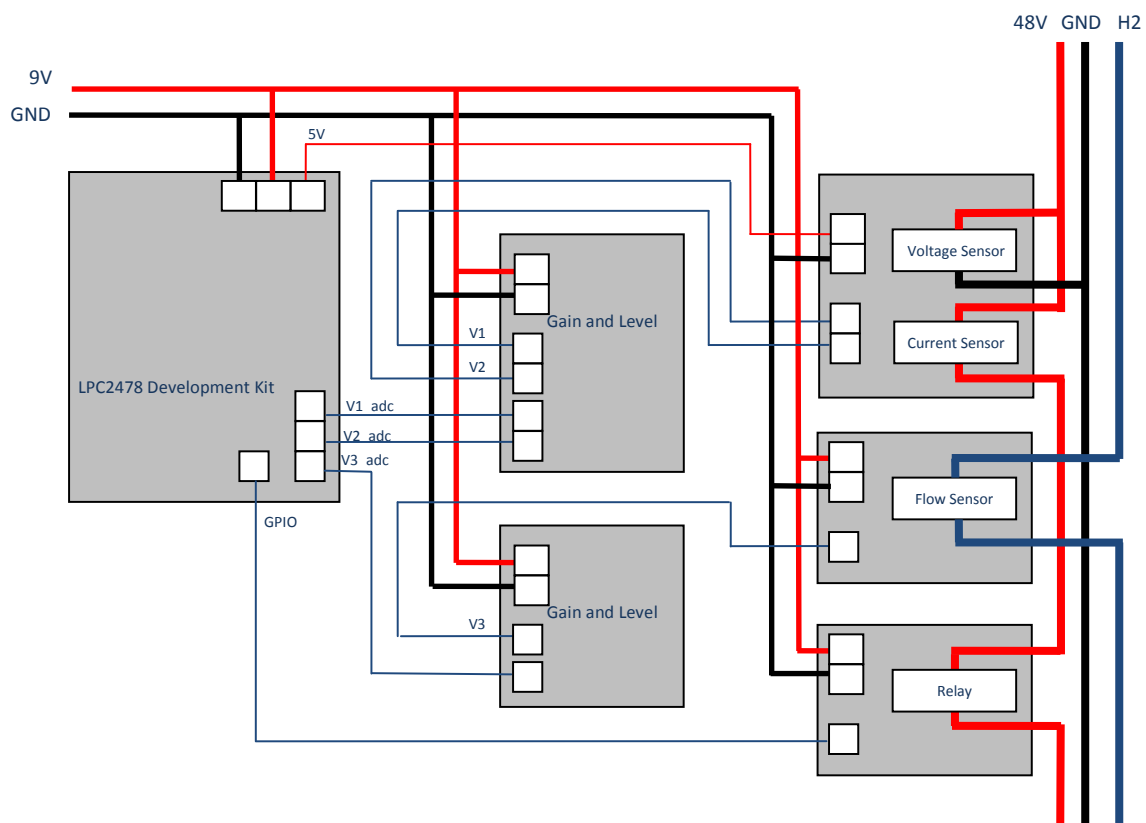 48V GND H2
9V
GND
5V
Voltage Sensor
Gain and Level
V1
Current Sensor
V2
LPC2478 Development Kit
V1 adc
V2 adc
V3 adc
Flow Sensor
GPIO
Gain and Level
V3
Relay